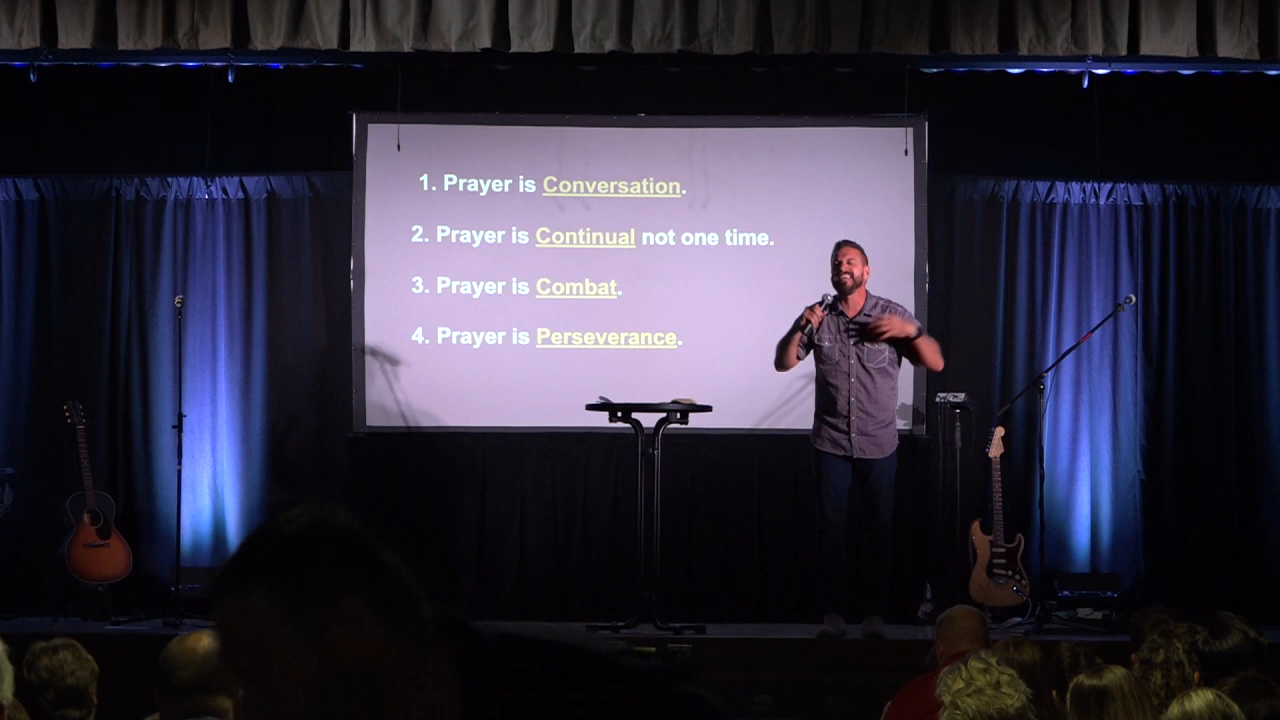 1. Prayer is Conversation.
2. Prayer is Continual not one time.
3. Prayer is Combat.
4. Prayer is Perseverance.